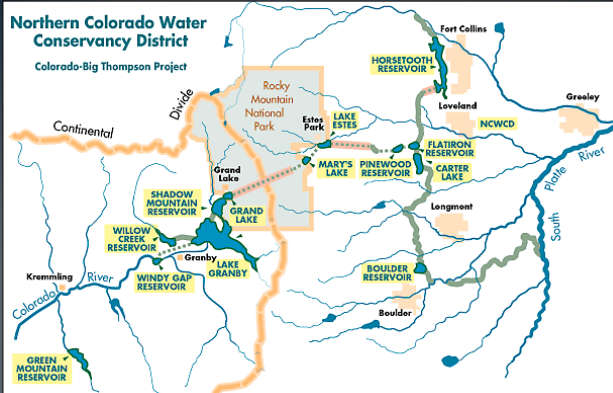 Northern Colorado Water
Conservancy District
Colorado-Big Thompson Project
Fort Collins
HORSETOOTH
RESERVOIR
Continental
Divide
Rocky
Mountain
National
Park
Loveland
Greeley
NCWCD
Estes
Park
LAKE
ESTES
MARY'S
LAKE
PINEWOOD
RESERVOIR
FLATIRON
RESERVOIR
CARTER
LAKE
South
Platte
River
Grand
Lake
SHADOW
MOUNTAIN
RESERVOIR
GRAND
LAKE
Longmont
WILLOW
CREEK
RESERVOIR
Granby
LAKE
GRANBY
WINDY GAP
RESERVOIR
BOULDER
RESERVOIR
Boulder
Kremmling
Colorado
River
GREEN
MOUNTAIN
RESERVOIR